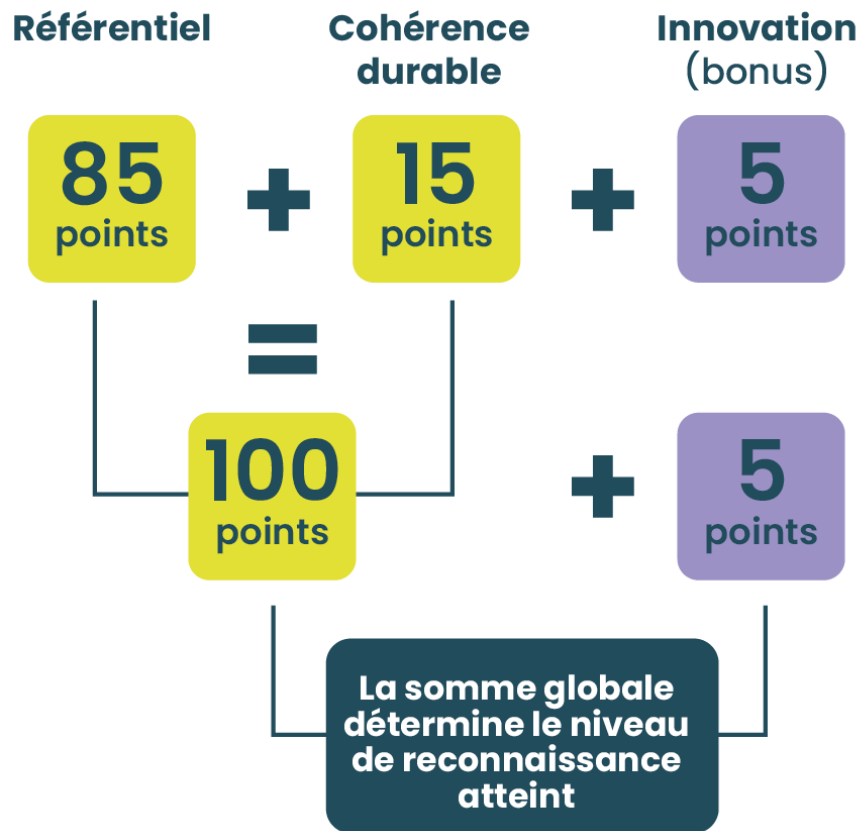 Référentiel
Cohérence
durable
Innovation
(bonus)
85
points
+
15
points
+
5
points
=
100
points
+
5
points
La somme globale
détermine le niveau
de reconnaissance
atteint